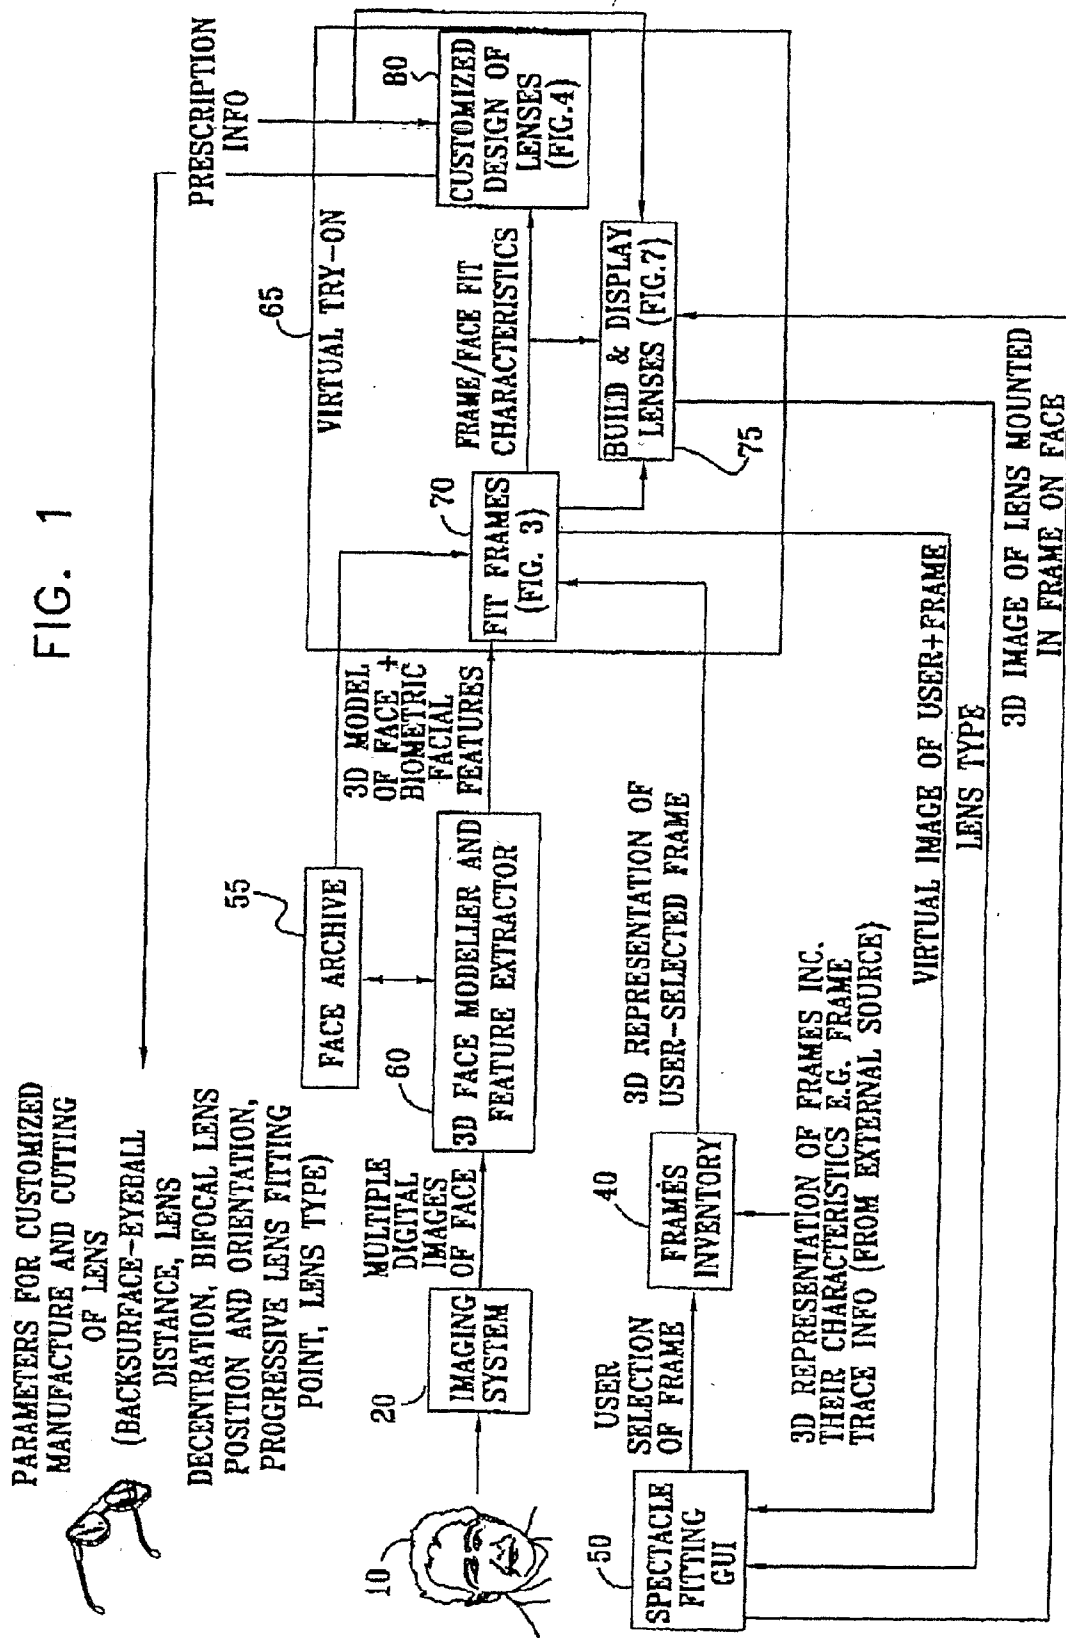 FIG. 1
PARAMETERS FOR CUSTOMIZED
MANUFACTURE AND CUTTING
OF LENS
(BACKSURFACE-EYEBALL
DISTANCE, LENS
DECENTRATION, BIFOCAL LENS
POSITION AND ORIENTATION,
PROGRESSIVE LENS FITTING
POINT, LENS TYPE)
PRESCRIPTION
INFO
65
VIRTUAL TRY-ON
80
CUSTOMIZED
DESIGN OF
LENSES
(FIG.4)
55
FACE ARCHIVE
3D MODEL
OF FACE +
BIOMETRIC
FACIAL
FEATURES
FRAME/FACE FIT
CHARACTERISTICS
10
20
IMAGING
SYSTEM
MULTIPLE
DIGITAL
IMAGES
OF FACE
60
3D FACE MODELLER AND
FEATURE EXTRACTOR
70
FIT FRAMES
(FIG. 3)
BUILD & DISPLAY
LENSES (FIG.7)
75
50
SPECTACLE
FITTING
GUI
USER
SELECTION
OF FRAME
40
FRAMES
INVENTORY
3D REPRESENTATION OF
USER-SELECTED FRAME
3D REPRESENTATION OF FRAMES INC.
THEIR CHARACTERISTICS E.G. FRAME
TRACE INFO (FROM EXTERNAL SOURCE)
VIRTUAL IMAGE OF USER+FRAME
LENS TYPE
3D IMAGE OF LENS MOUNTED
IN FRAME ON FACE